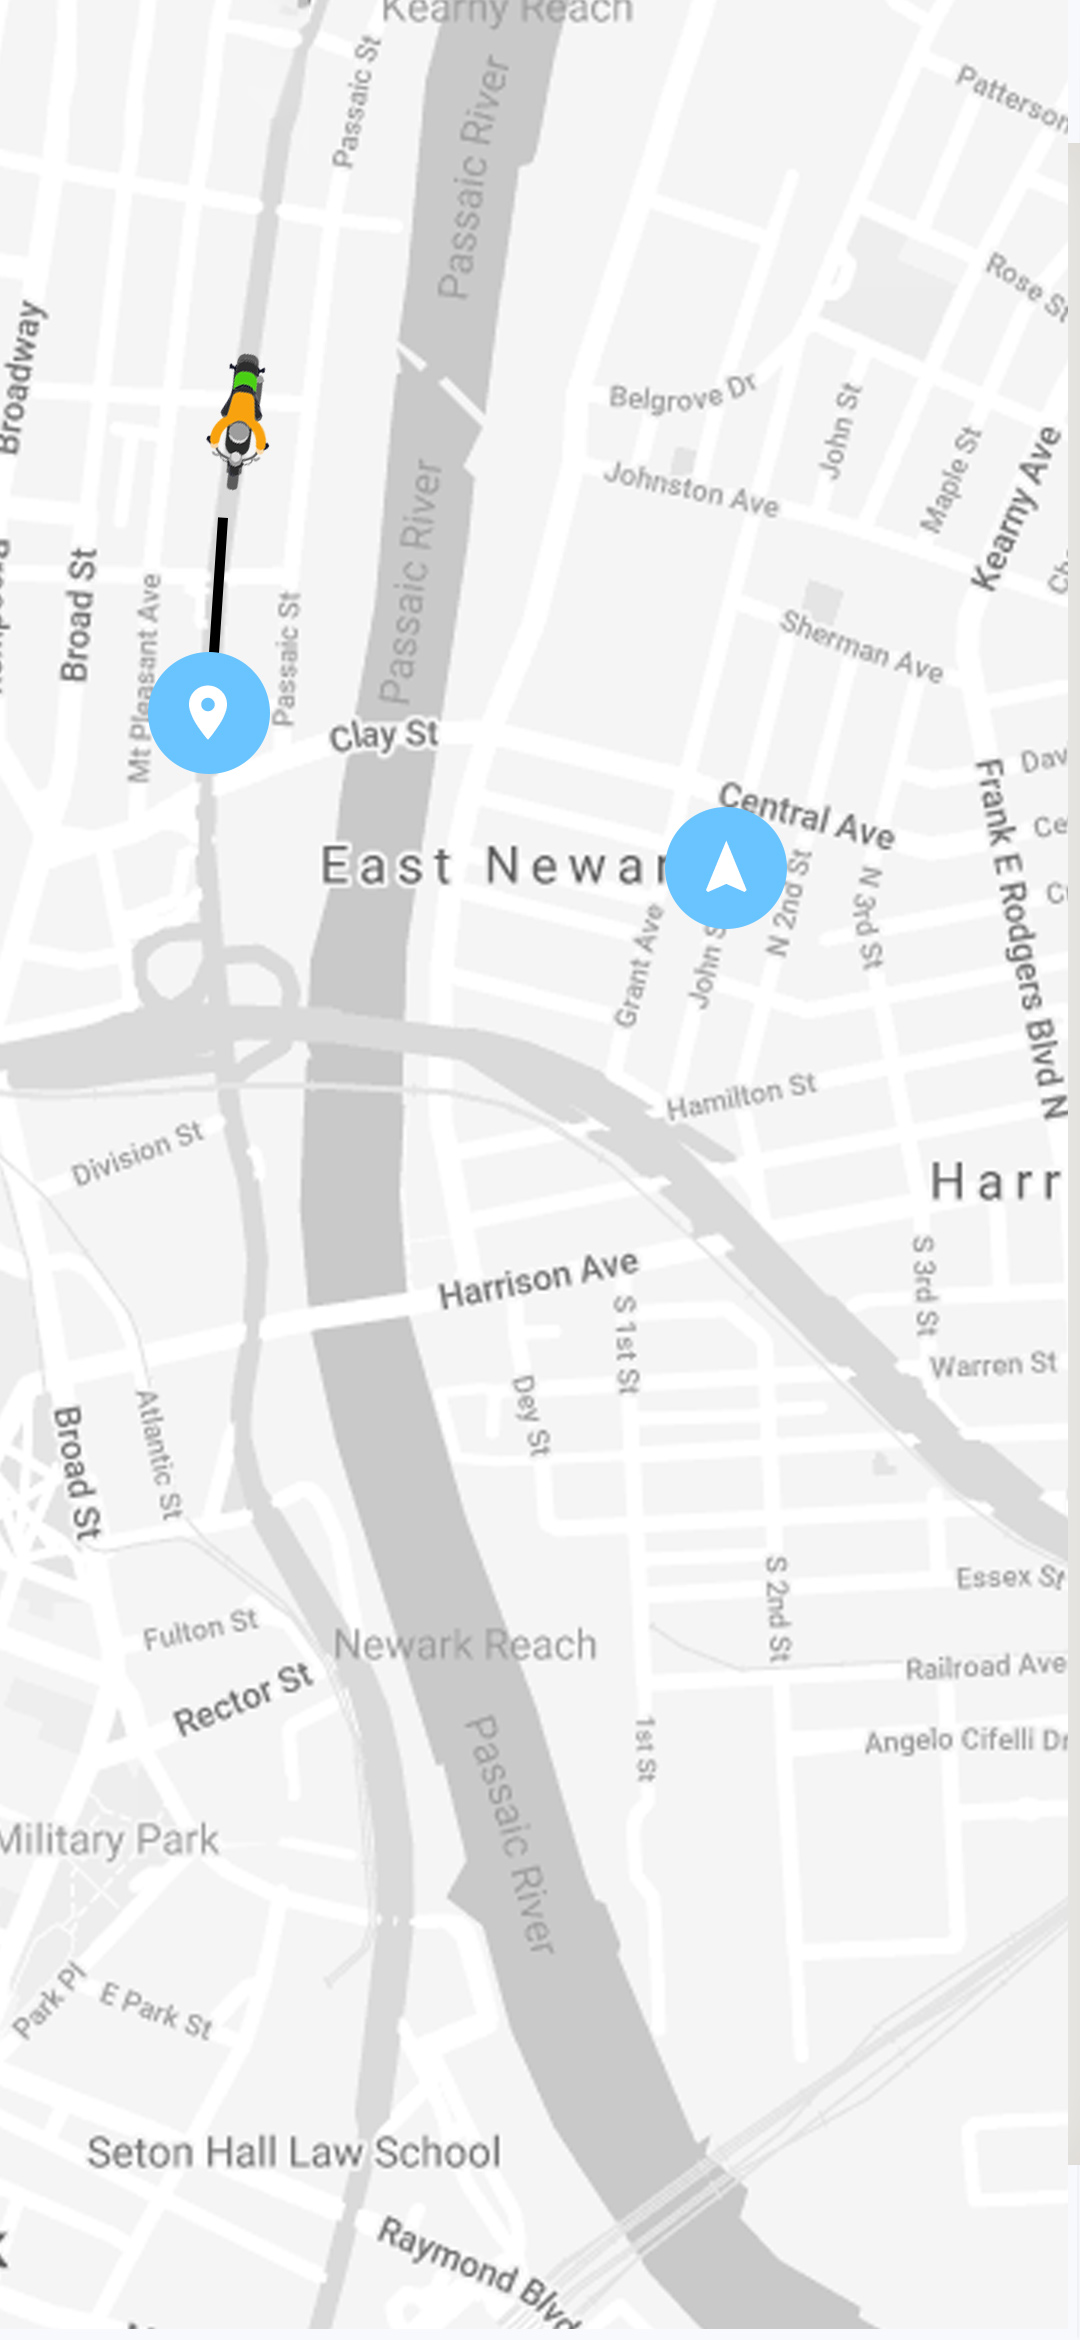 Kearny Reach
Passaic St
Passaic River
Patterson
Rose St
Broadway
Belgrove Dr
John St
Maple St
Kearny Ave
Johnston Ave
Passaic River
Broad St
Mt Pleasant Ave
Passaic St
Sherman Ave
Clay St
Dav
Central Ave
Ce
East Newar
N 2nd St
N 3rd St
Frank E Rodgers Blvd N
Grant Ave
John S
Hamilton St
Division St
Harr
Harrison Ave
S 1st St
S 3rd St
Warren St
Dey St
Atlantic St
Broad St
S 2nd St
Essex St
Fulton St
Newark Reach
Railroad Ave
Rector St
1st St
Angelo Cifelli Dr
Passaic River
Military Park
Park Pl
E Park St
Seton Hall Law School
Raymond Blvd